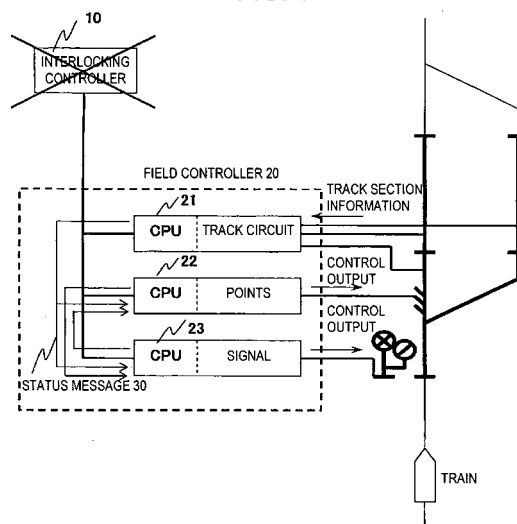 10
INTERLOCKING
CONTROLLER
FIELD CONTROLLER 20
TRACK SECTION
INFORMATION
21
CPU TRACK CIRCUIT
22
CONTROL
OUTPUT
CPU POINTS
23
CONTROL
OUTPUT
CPU SIGNAL
STATUS MESSAGE 30
TRAIN